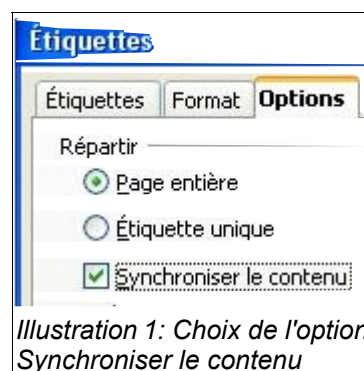 Étiquettes
Étiquettes Format Options
Répartir
Page entière
Étiquette unique
Synchroniser le contenu
Illustration 1: Choix de l'option
Synchroniser le contenu